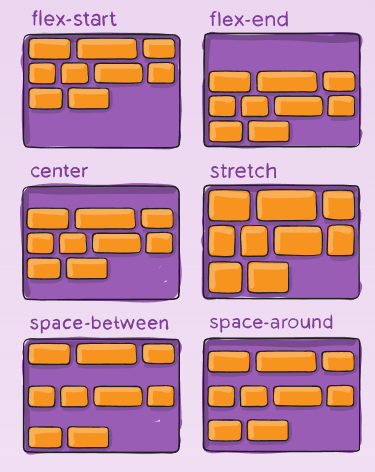 flex-start
flex-end
center
stretch
space-between
space-around